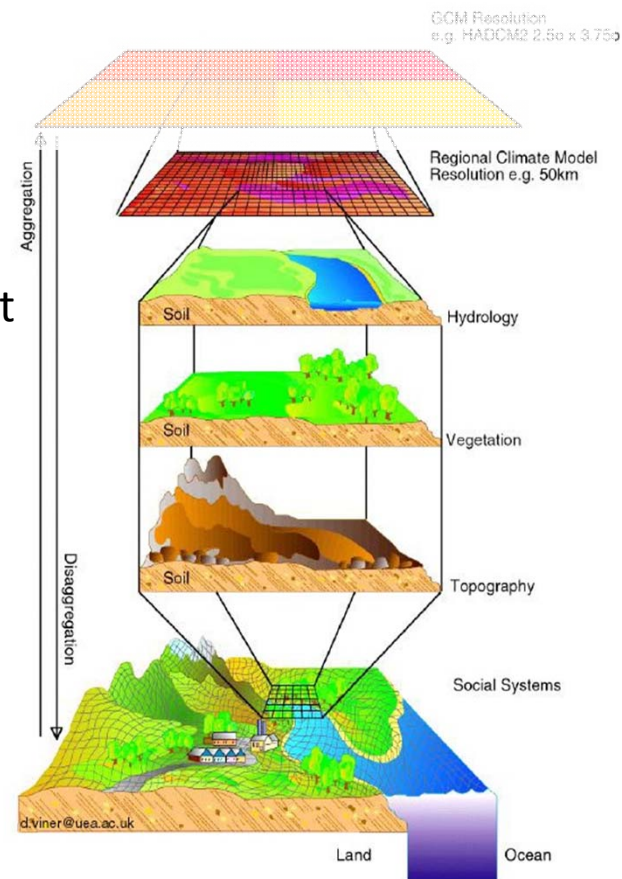 GCM Resolution
e.g. HADCM2 2.5o x 3.75o
Regional Climate Model
Resolution e.g. 50km
Aggregation
t
Soil
Hydrology
Soil
Vegetation
Soil
Topography
Disaggregation
Social Systems
d.viner@uea.ac.uk
Land
Ocean